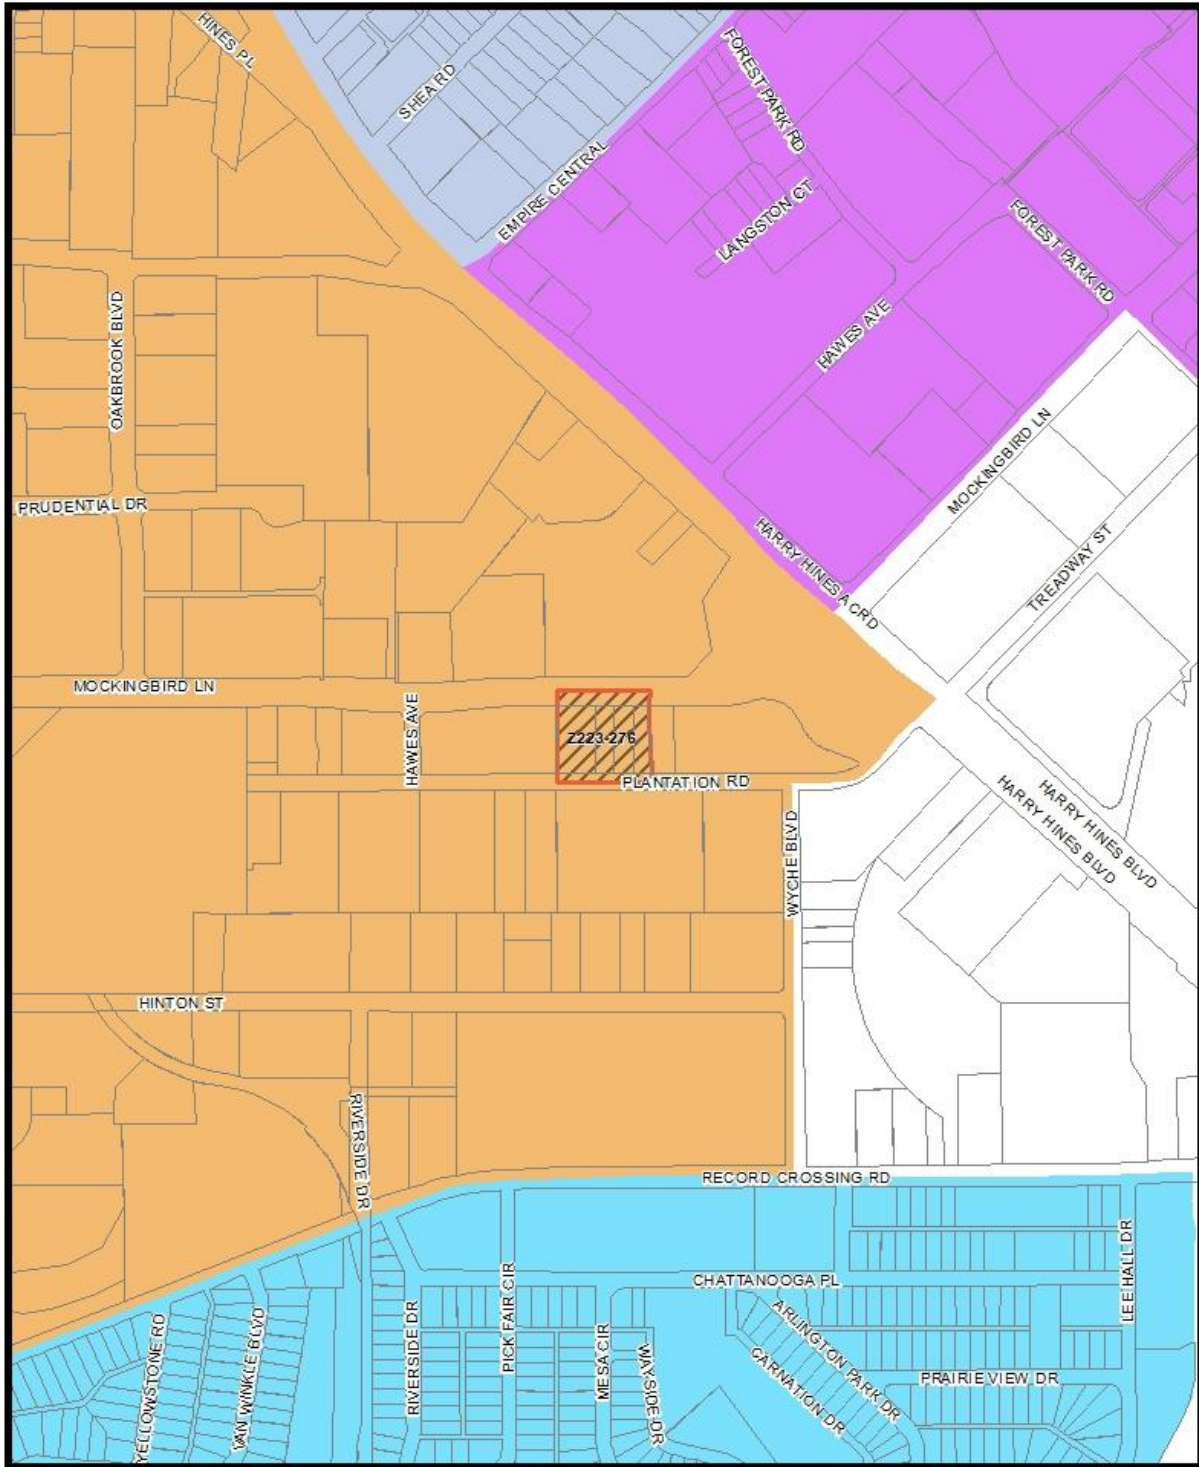 HINES PL
SHEA RD
FOREST PARK RD
EMPIRE CENTRAL
LANGSTON CT
FOREST PARK RD
OAKBROOK BLVD
HAWES AVE
MOCKINGBIRD LN
PRUDENTIAL DR
HARRY HINES A CRD
TREADWAY ST
MOCKINGBIRD LN
HAWES AVE
Z223-276
PLANTATION RD
HARRY HINES BLVD
HARRY HINES BLVD
WYCHE BLVD
HINTON ST
RIVERSIDE DR
RECORD CROSSING RD
LEE HALL DR
CHATTANOOGA PL
PICK FAIR CIR
RIVERSIDE DR
MESA CIR
WAYSIDE DR
ARLINGTON PARK DR
CARNATION DR
PRAIRIE VIEW DR
YELLOWSTONE RD
VAN WINKLE BLVD